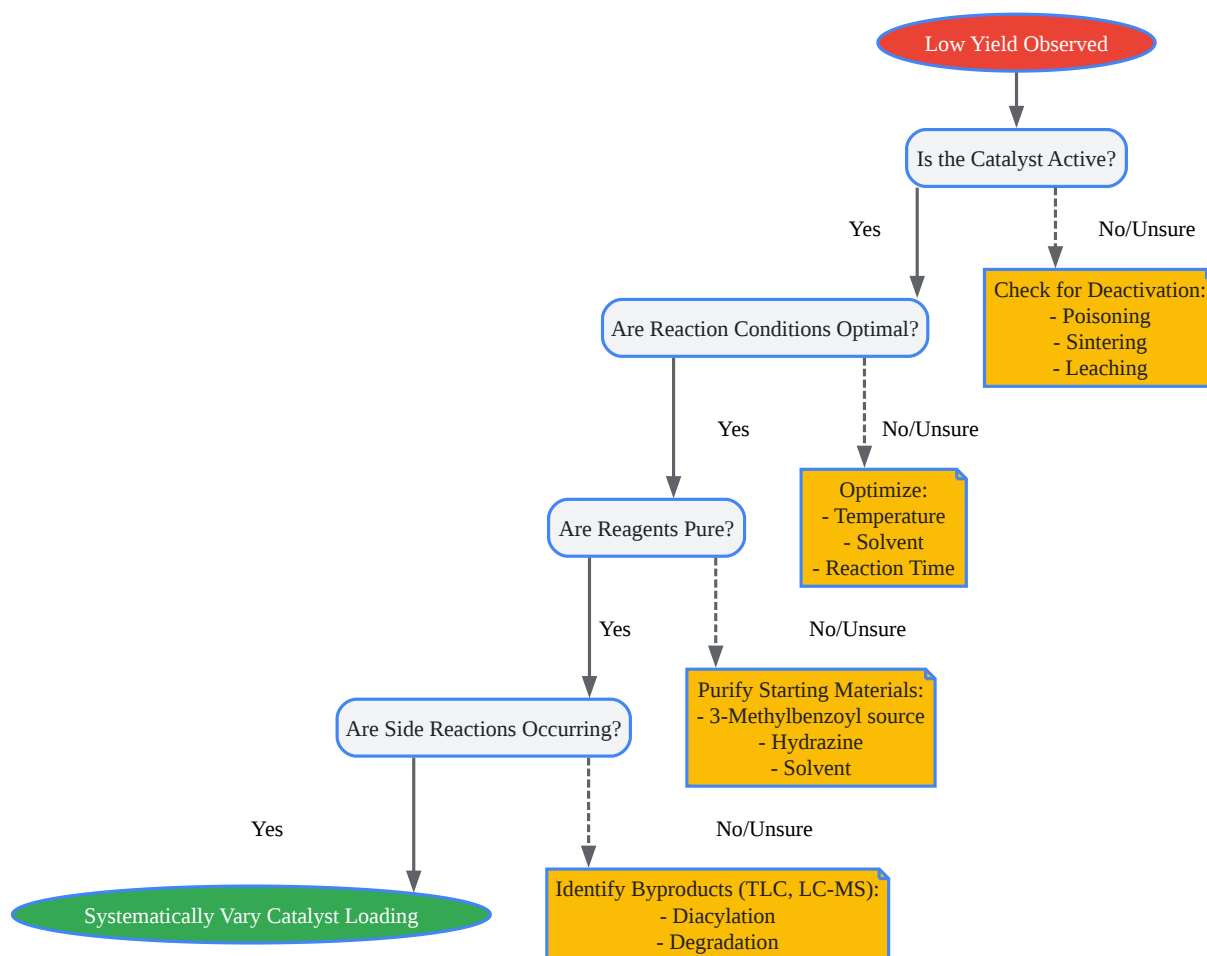 Low Yield Observed
Is the Catalyst Active?
Yes
No/Unsure
Check for Deactivation:
- Poisoning
- Sintering
- Leaching
Are Reaction Conditions Optimal?
Yes
No/Unsure
Optimize:
- Temperature
- Solvent
- Reaction Time
Are Reagents Pure?
Yes
No/Unsure
Purify Starting Materials:
- 3-Methylbenzoyl source
- Hydrazine
- Solvent
Are Side Reactions Occurring?
Yes
No/Unsure
Systematically Vary Catalyst Loading
Identify Byproducts (TLC, LC-MS):
- Diacylation
- Degradation